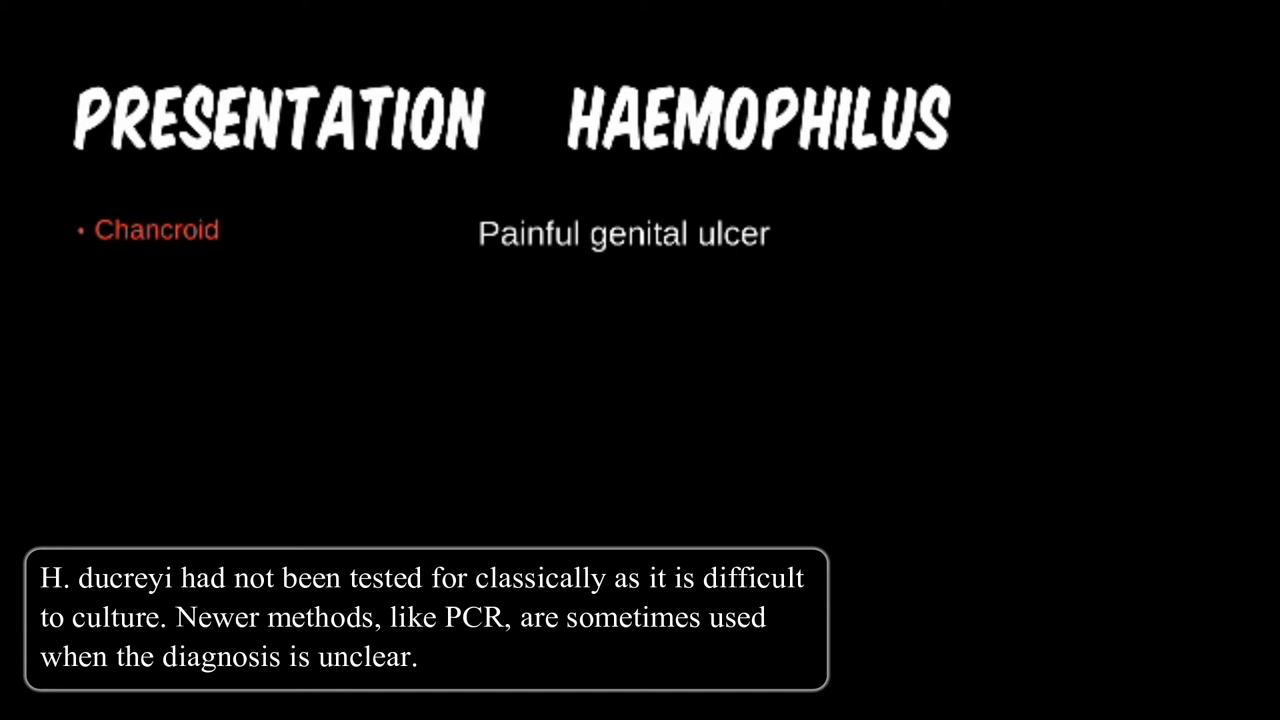 PRESENTATION HAEMOPHILUS
• Chancroid Painful genital ulcer
H. ducreyi had not been tested for classically as it is difficult
to culture. Newer methods, like PCR, are sometimes used
when the diagnosis is unclear.